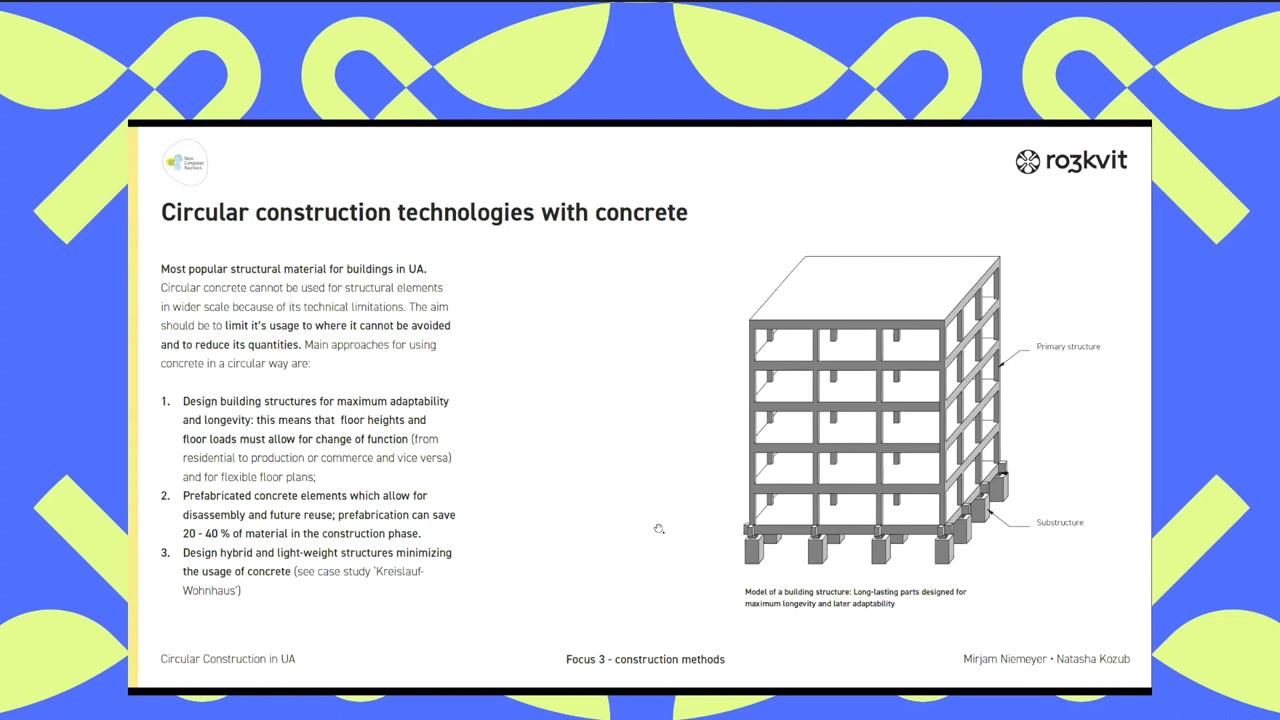 New
European
Bauhaus
ro3kvit
Circular construction technologies with concrete
Most popular structural material for buildings in UA.
Circular concrete cannot be used for structural elements
in wider scale because of its technical limitations. The aim
should be to limit it's usage to where it cannot be avoided
and to reduce its quantities. Main approaches for using
concrete in a circular way are:
1. Design building structures for maximum adaptability
and longevity: this means that floor heights and
floor loads must allow for change of function (from
residential to production or commerce and vice versa)
and for flexible floor plans;
2. Prefabricated concrete elements which allow for
disassembly and future reuse; prefabrication can save
20 - 40 % of material in the construction phase.
3. Design hybrid and light-weight structures minimizing
the usage of concrete (see case study 'Kreislauf-
Wohnhaus')
Primary structure
Substructure
Model of a building structure: Long-lasting parts designed for
maximum longevity and later adaptability
Circular Construction in UA
Focus 3 - construction methods
Mirjam Niemeyer • Natasha Kozub